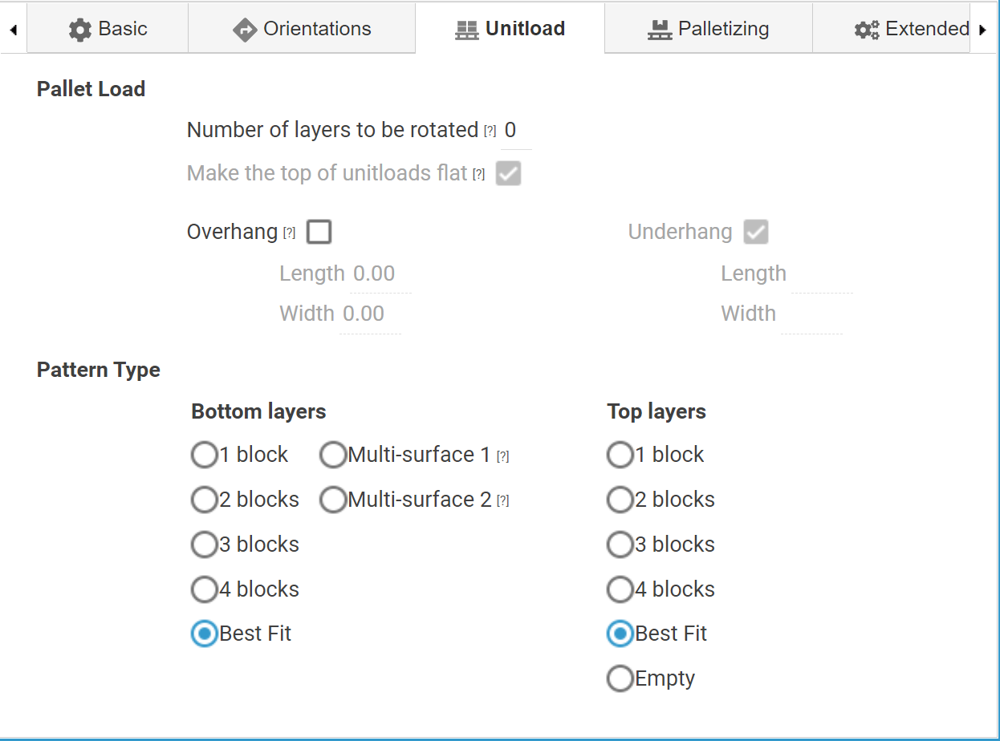 Basic Orientations Unitload Palletizing Extended
Pallet Load
Number of layers to be rotated [?] 0
Make the top of unitloads flat [?]
Overhang [?] Underhang
Length 0.00 Length
Width 0.00 Width
Pattern Type
Bottom layers Top layers
1 block Multi-surface 1 [?] 1 block
2 blocks Multi-surface 2 [?] 2 blocks
3 blocks 3 blocks
4 blocks 4 blocks
Best Fit Best Fit
Empty